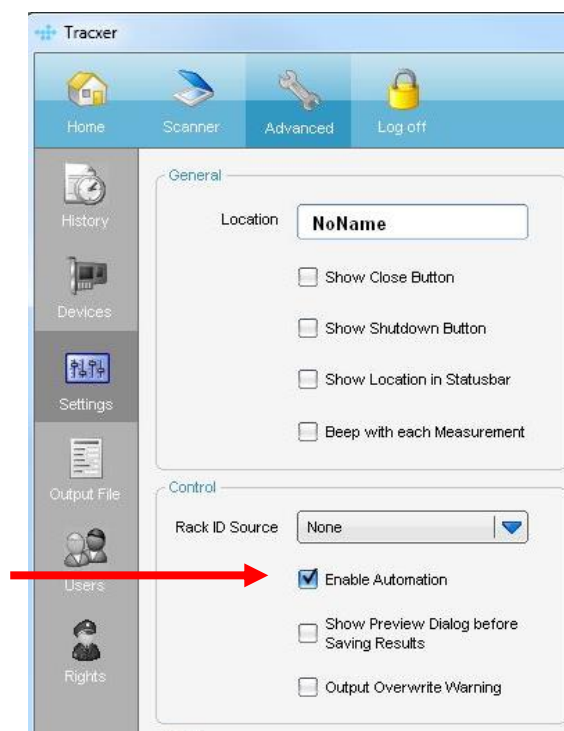 Tracxer
Home
Scanner
Advanced
Log off
History
Devices
Settings
Output File
Users
Rights
General
Location
NoName
Show Close Button
Show Shutdown Button
Show Location in Statusbar
Beep with each Measurement
Control
Rack ID Source
None
Enable Automation
Show Preview Dialog before
Saving Results
Output Overwrite Warning